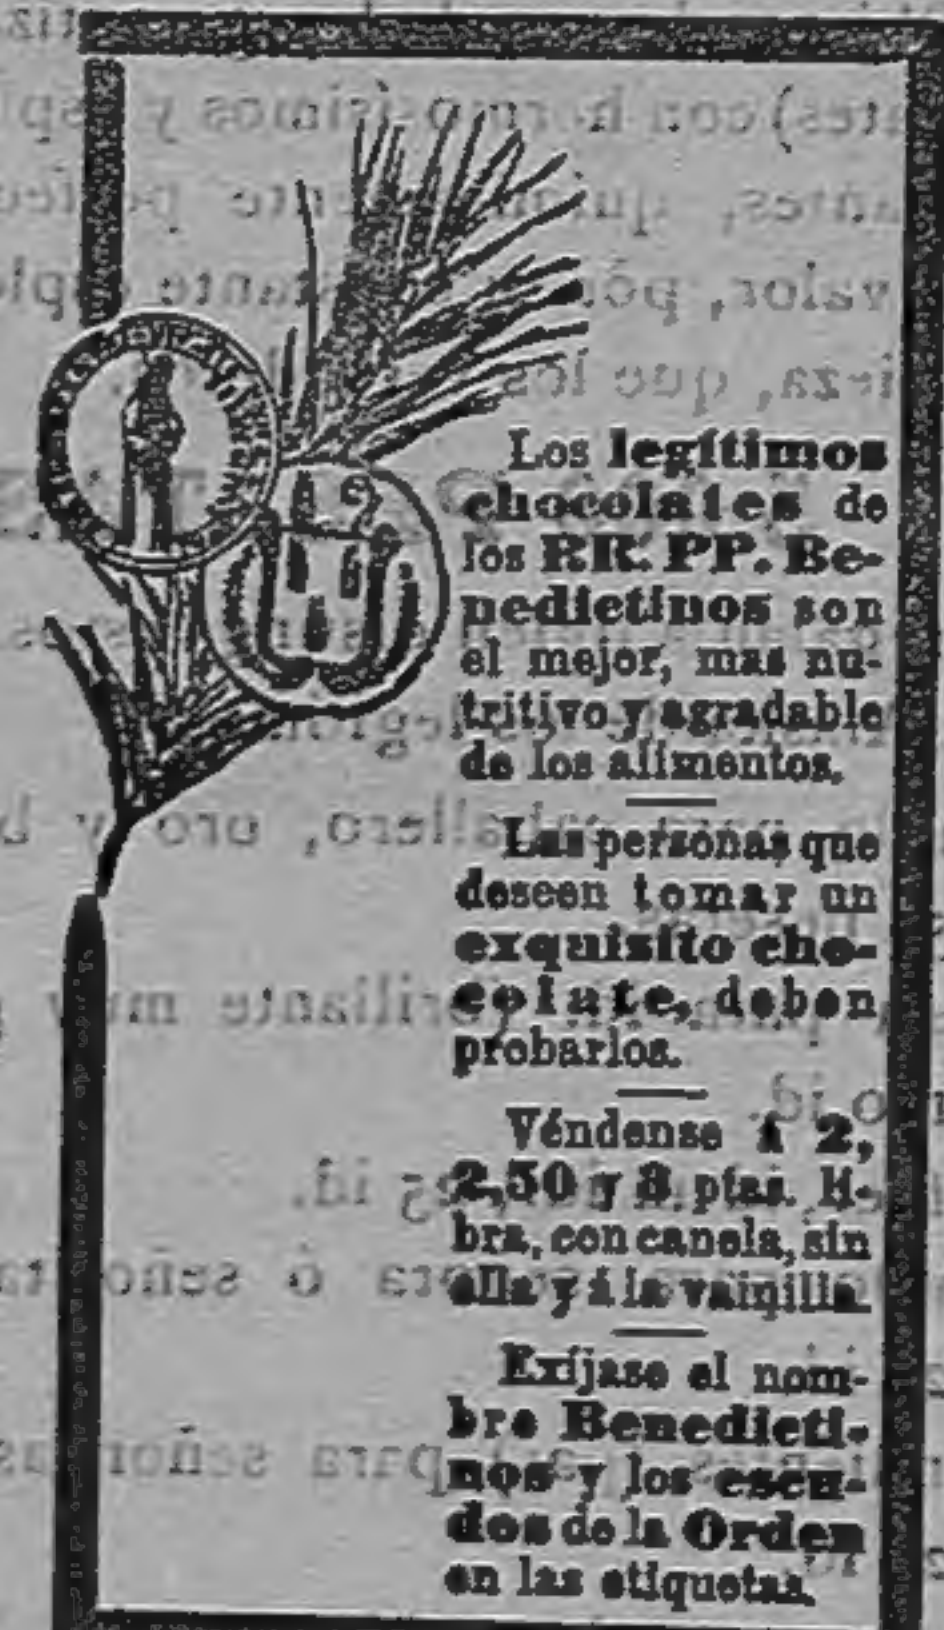 Los legítimos
chocolates de
los RR. PP. Be-
nedictinos son
el mejor, mas nu-
tritivo y agradable
de los alimentos.
Las personas que
deseen tomar un
exquisito cho-
colate, deben
probarlos.
Véndense á 2,
2,50 y 3 ptas. li-
bra, con canela, sin
ella y á la vainilla.
Exíjase el nom-
bre Benedicti-
nos y los escu-
dos de la Orden
en las etiquetas.